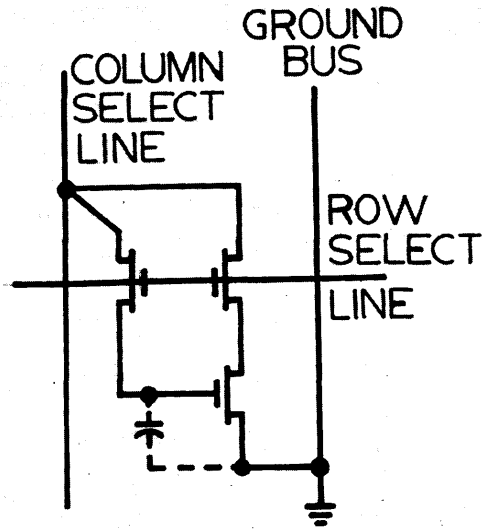 GROUND
BUS
COLUMN
SELECT
LINE
ROW
SELECT
LINE